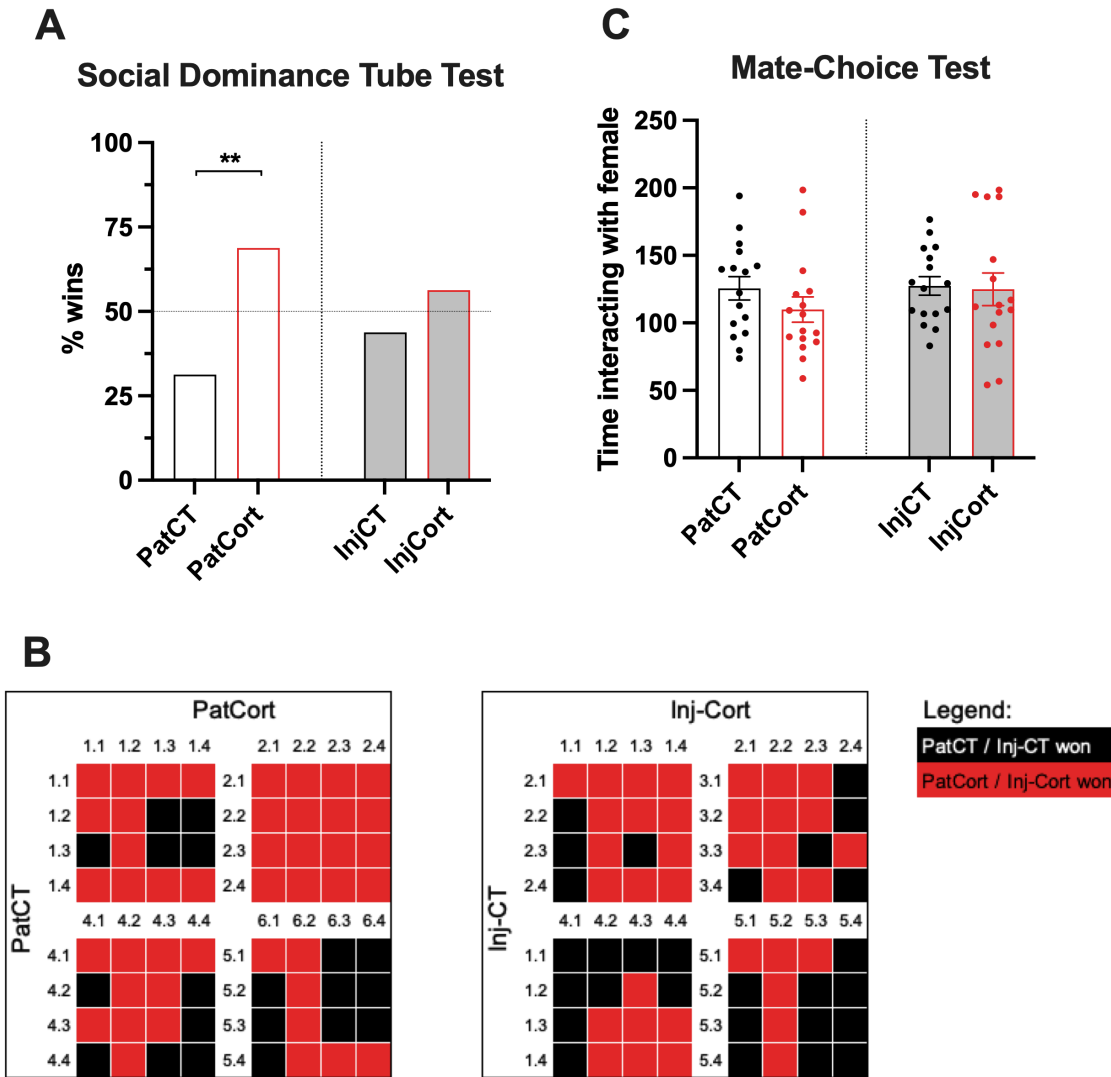 A
Social Dominance Tube Test
% wins
100
75
50
25
0
**
PatCT
PatCort
InjCT
InjCort
C
Mate-Choice Test
Time interacting with female
250
200
150
100
50
0
PatCT
PatCort
InjCT
InjCort
B
PatCort
PatCT
1.1 1.2 1.3 1.4 2.1 2.2 2.3 2.4
1.1 2.1
1.2 2.2
1.3 2.3
1.4 2.4
4.1 4.2 4.3 4.4 6.1 6.2 6.3 6.4
4.1 5.1
4.2 5.2
4.3 5.3
4.4 5.4
Inj-Cort
Inj-CT
1.1 1.2 1.3 1.4 2.1 2.2 2.3 2.4
2.1 3.1
2.2 3.2
2.3 3.3
2.4 3.4
4.1 4.2 4.3 4.4 5.1 5.2 5.3 5.4
1.1 5.1
1.2 5.2
1.3 5.3
1.4 5.4
Legend:
PatCT / Inj-CT won
PatCort / Inj-Cort won